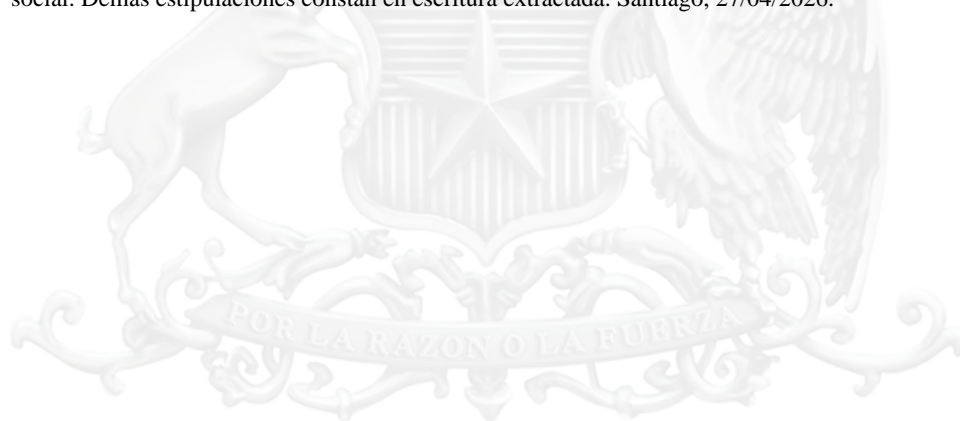 social. Demás estipulaciones constan en escritura extractada. Santiago, 27/04/2026.
POR LA RAZON O LA FUERZA